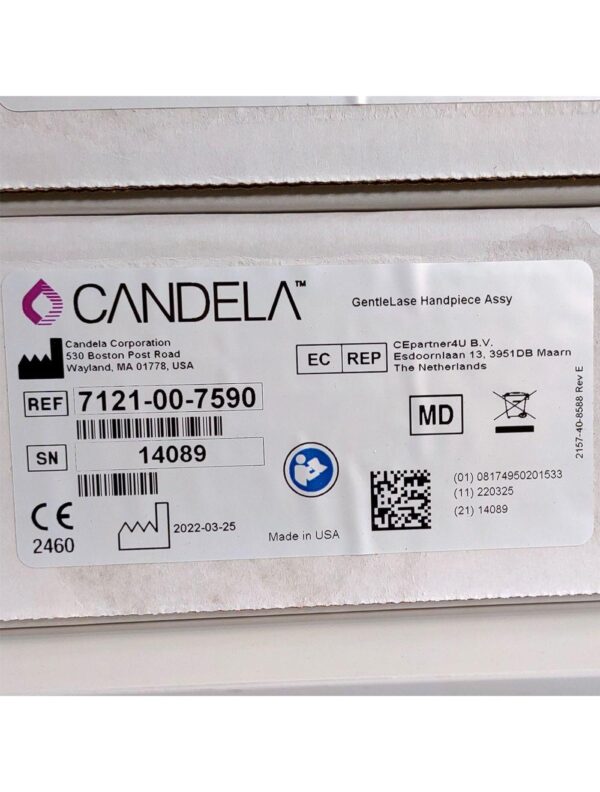 CANDELA™
GentleLase Handpiece Assy
Candela Corporation
530 Boston Post Road
Wayland, MA 01778, USA
EC REP
CEpartner4U B.V.
Esdoornlaan 13, 3951DB Maarn
The Netherlands
REF 7121-00-7590
MD
SN 14089
2157-40-8588 Rev E
(01) 08174950201533
(11) 220325
(21) 14089
CE
2460
2022-03-25
Made in USA